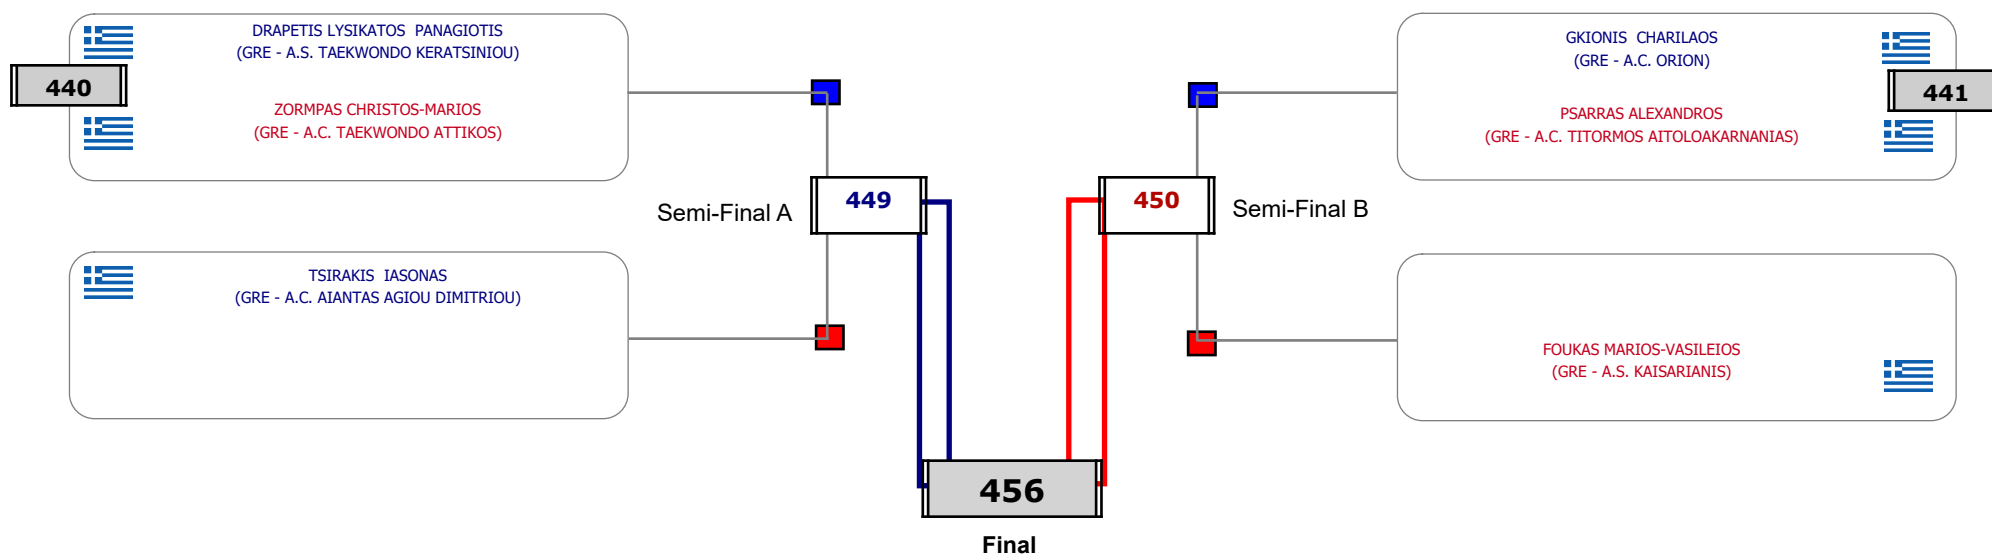 DRAPETIS LYSIKATOS PANAGIOTIS
(GRE - A.S. TAEKWONDO KERATSINIOU)
440
ZORMPAS CHRISTOS-MARIOS
(GRE - A.C. TAEKWONDO ATTIKOS)
GKIONIS CHARILAOS
(GRE - A.C. ORION)
441
PSARRAS ALEXANDROS
(GRE - A.C. TITORMOS AITOLOAKARNANIAS)
Semi-Final A
449
450
Semi-Final B
TSIRAKIS IASONAS
(GRE - A.C. AIANTAS AGIOU DIMITRIOU)
FOUKAS MARIOS-VASILEIOS
(GRE - A.S. KAISARIANIS)
456
Final